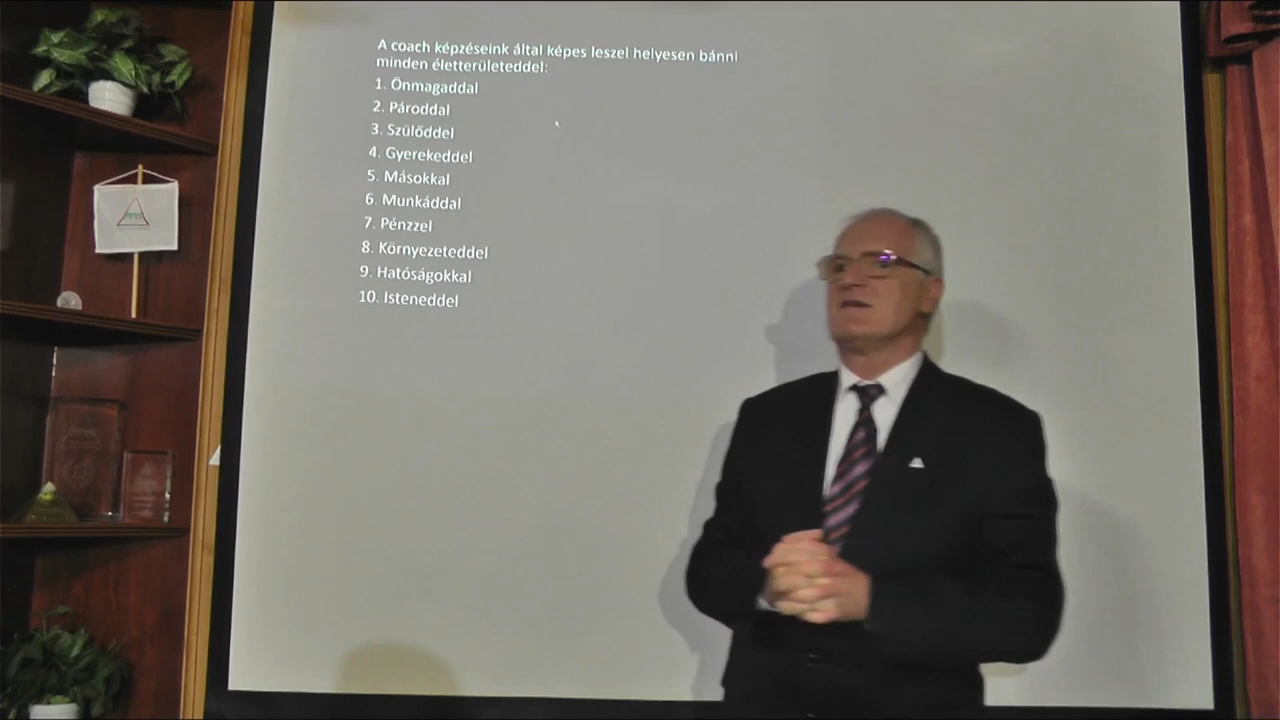 A coach képzéseink által képes leszel helyesen bánni
minden életterületeddel:
1. Önmagaddal
2. Pároddal
3. Szülőddel
4. Gyerekeddel
5. Másokkal
6. Munkáddal
7. Pénzzel
8. Környezeteddel
9. Hatóságokkal
10. Isteneddel